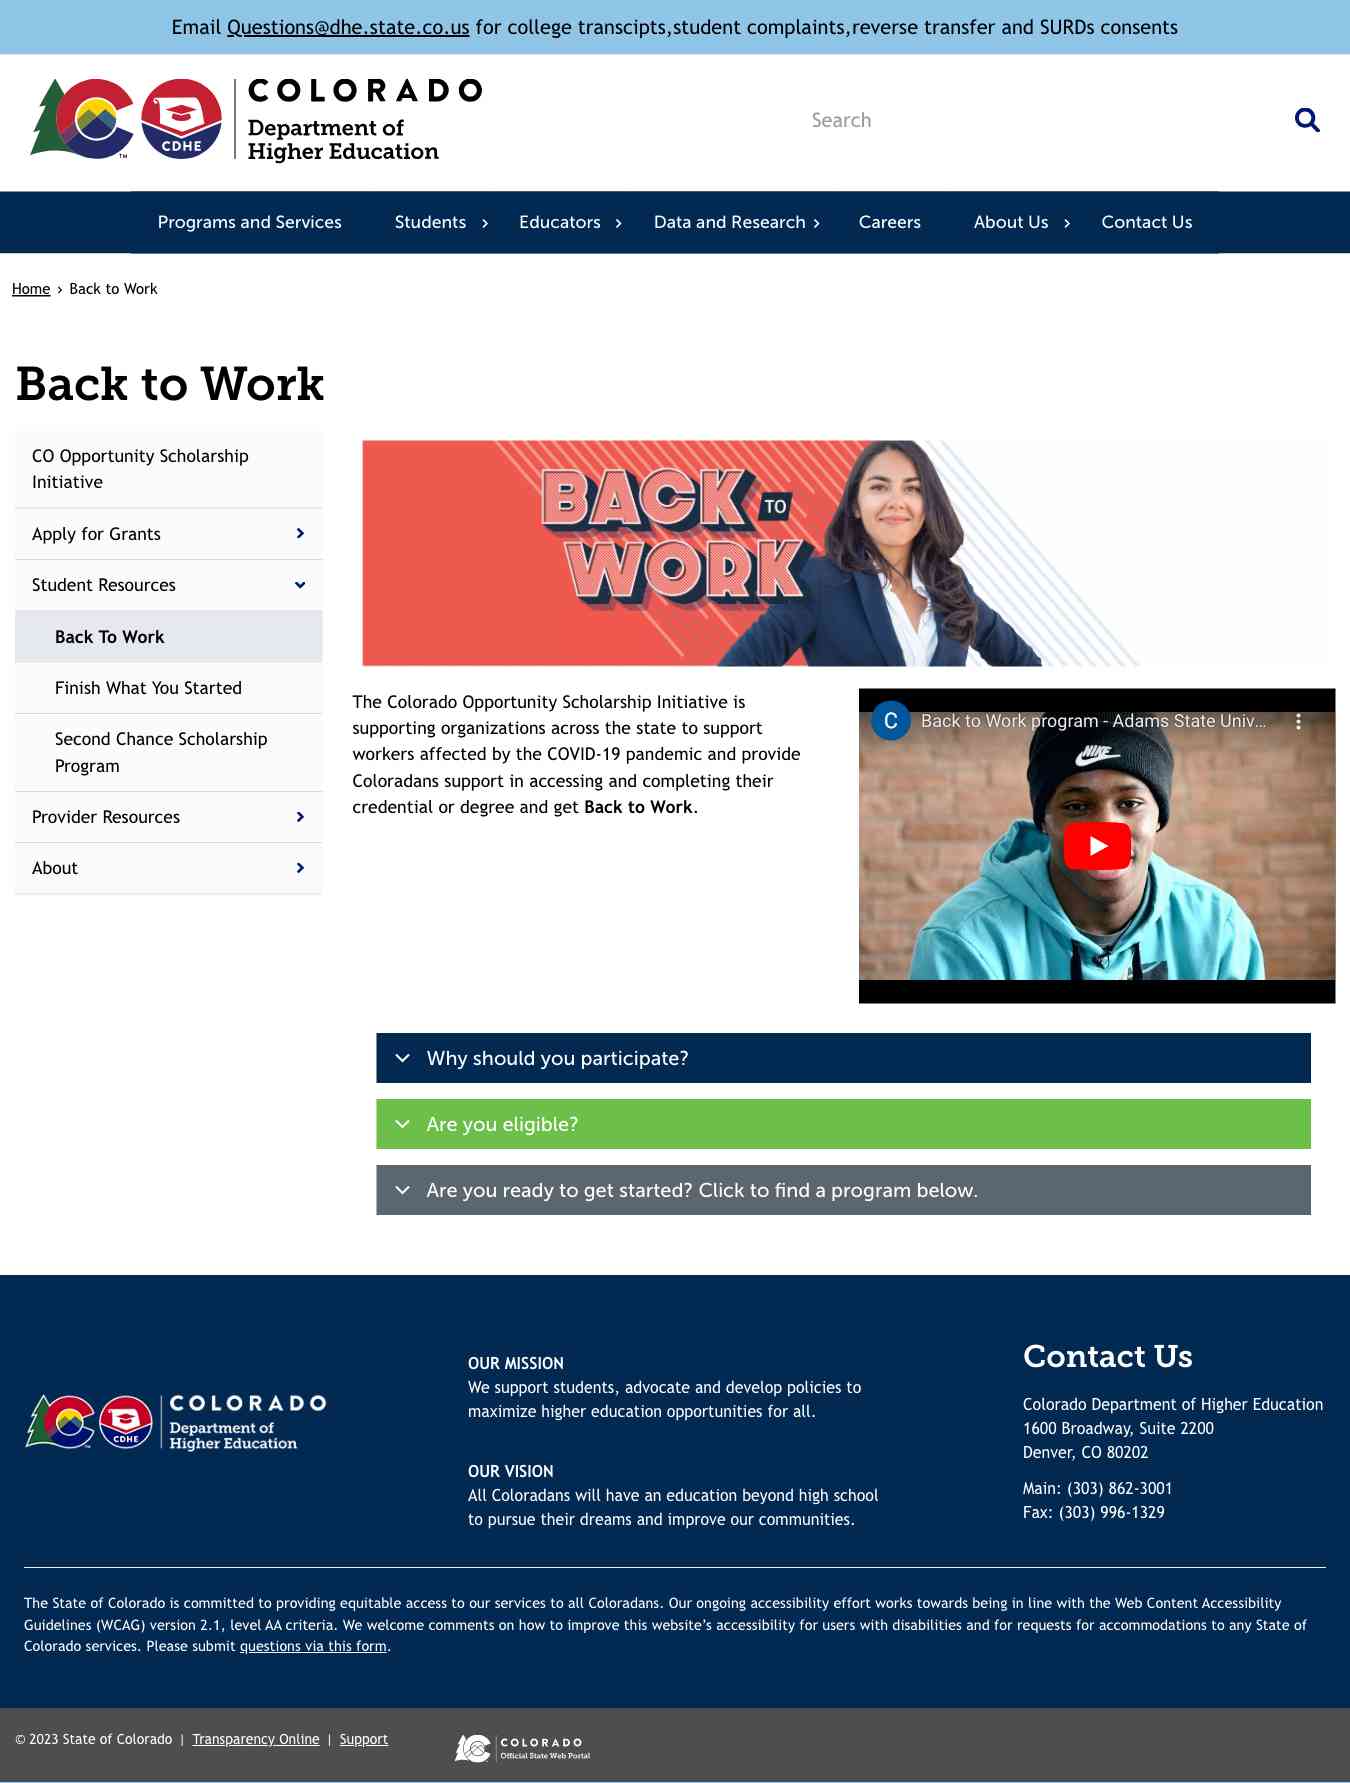 Email Questions@dhe.state.co.us for college transcipts,student complaints,reverse transfer and SURDs consents
COLORADO
Department of
Higher Education
CDHE
TM
Search
Programs and Services Students Educators Data and Research Careers About Us Contact Us
Home › Back to Work
Back to Work
CO Opportunity Scholarship
Initiative
Apply for Grants
Student Resources
Back To Work
Finish What You Started
Second Chance Scholarship
Program
Provider Resources
About
BACK TO
WORK
The Colorado Opportunity Scholarship Initiative is
supporting organizations across the state to support
workers affected by the COVID-19 pandemic and provide
Coloradans support in accessing and completing their
credential or degree and get Back to Work.
C Back to Work program - Adams State Univ...
NIKE
Why should you participate?
Are you eligible?
Are you ready to get started? Click to find a program below.
COLORADO
Department of
Higher Education
CDHE
OUR MISSION
We support students, advocate and develop policies to
maximize higher education opportunities for all.
OUR VISION
All Coloradans will have an education beyond high school
to pursue their dreams and improve our communities.
Contact Us
Colorado Department of Higher Education
1600 Broadway, Suite 2200
Denver, CO 80202
Main: (303) 862-3001
Fax: (303) 996-1329
The State of Colorado is committed to providing equitable access to our services to all Coloradans. Our ongoing accessibility effort works towards being in line with the Web Content Accessibility
Guidelines (WCAG) version 2.1, level AA criteria. We welcome comments on how to improve this website's accessibility for users with disabilities and for requests for accommodations to any State of
Colorado services. Please submit questions via this form.
© 2023 State of Colorado | Transparency Online | Support
COLORADO
Official State Web Portal